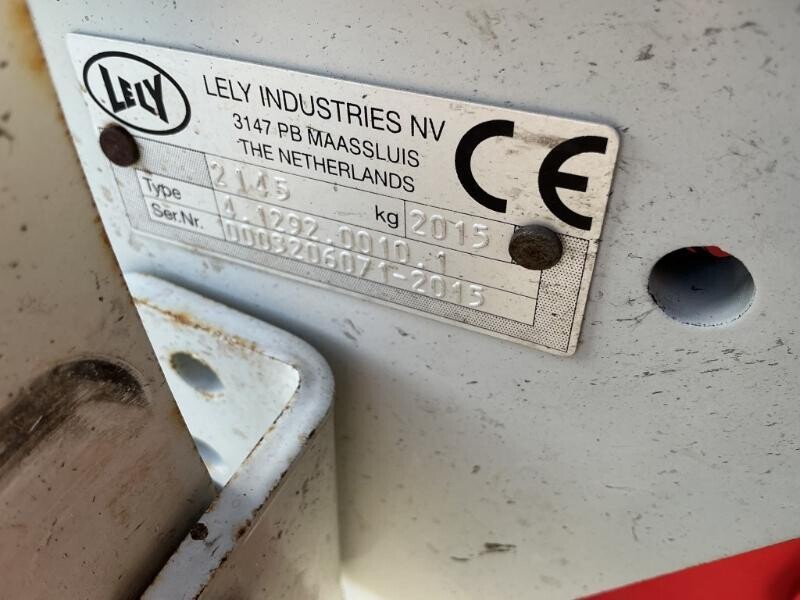 LELY
LELY INDUSTRIES NV
3147 PB MAASSLUIS
THE NETHERLANDS
CE
2145 kg 2015
Type 4.1292.0010.1
Ser.Nr. 0003206071-2015